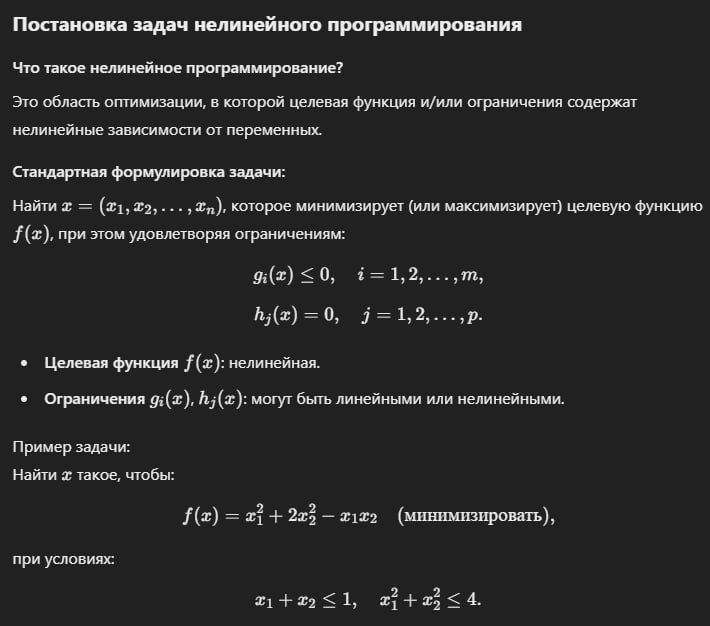 Постановка задач нелинейного программирования
Что такое нелинейное программирование?
Это область оптимизации, в которой целевая функция и/или ограничения содержат
нелинейные зависимости от переменных.
Стандартная формулировка задачи:
Найти x = (x₁, x₂, …, xₙ), которое минимизирует (или максимизирует) целевую функцию
f(x), при этом удовлетворяя ограничениям:
gᵢ(x) ≤ 0, i = 1, 2, …, m,
hⱼ(x) = 0, j = 1, 2, …, p.
• Целевая функция f(x): нелинейная.
• Ограничения gᵢ(x), hⱼ(x): могут быть линейными или нелинейными.
Пример задачи:
Найти x такое, чтобы:
f(x) = x₁² + 2x₂² − x₁x₂ (минимизировать),
при условиях:
x₁ + x₂ ≤ 1, x₁² + x₂² ≤ 4.